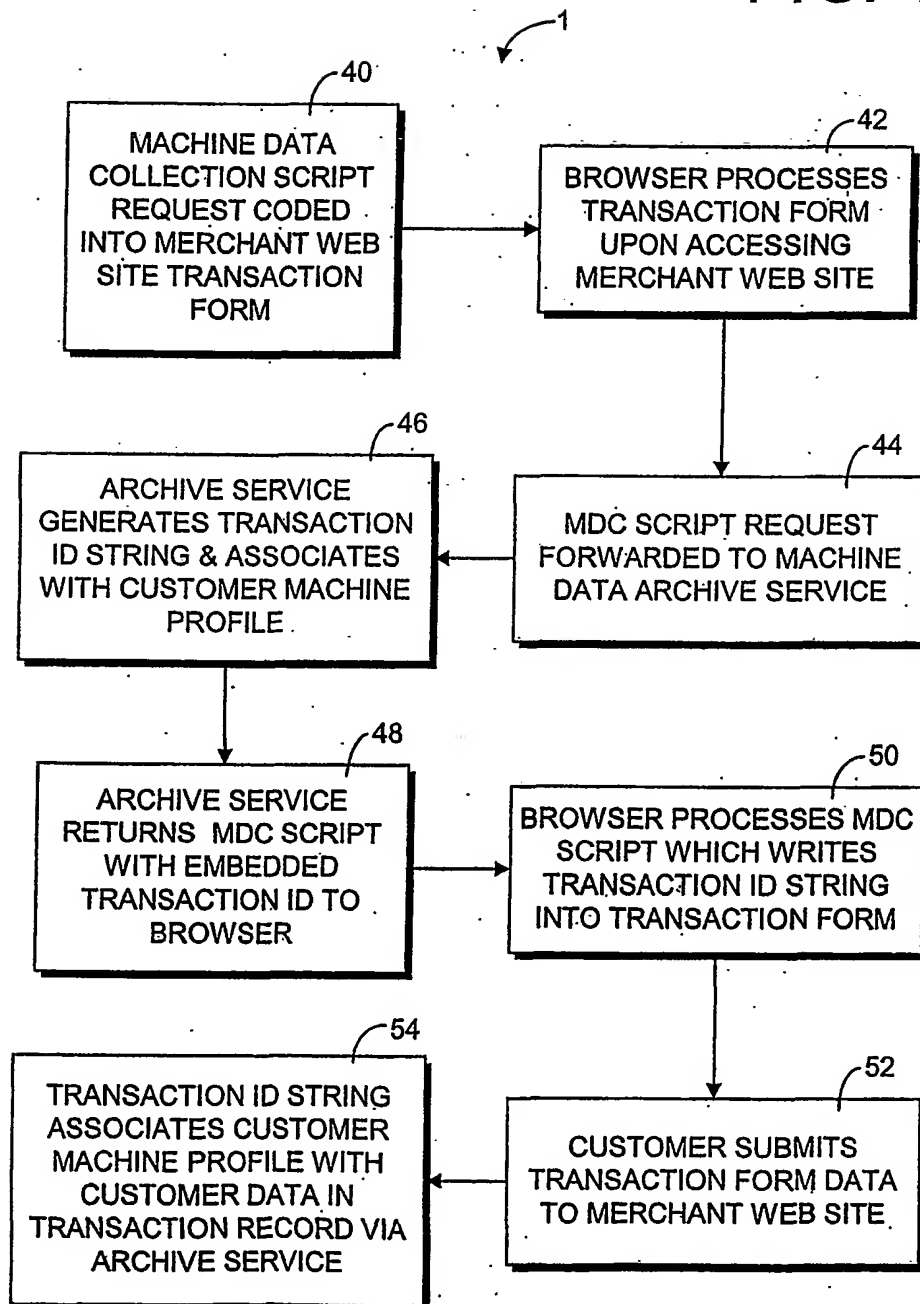 1
40
MACHINE DATA
COLLECTION SCRIPT
REQUEST CODED
INTO MERCHANT WEB
SITE TRANSACTION
FORM
42
BROWSER PROCESSES
TRANSACTION FORM
UPON ACCESSING
MERCHANT WEB SITE
44
MDC SCRIPT REQUEST
FORWARDED TO MACHINE
DATA ARCHIVE SERVICE
46
ARCHIVE SERVICE
GENERATES TRANSACTION
ID STRING & ASSOCIATES
WITH CUSTOMER MACHINE
PROFILE
48
ARCHIVE SERVICE
RETURNS MDC SCRIPT
WITH EMBEDDED
TRANSACTION ID TO
BROWSER
50
BROWSER PROCESSES MDC
SCRIPT WHICH WRITES
TRANSACTION ID STRING
INTO TRANSACTION FORM
52
CUSTOMER SUBMITS
TRANSACTION FORM DATA
TO MERCHANT WEB SITE
54
TRANSACTION ID STRING
ASSOCIATES CUSTOMER
MACHINE PROFILE WITH
CUSTOMER DATA IN
TRANSACTION RECORD VIA
ARCHIVE SERVICE